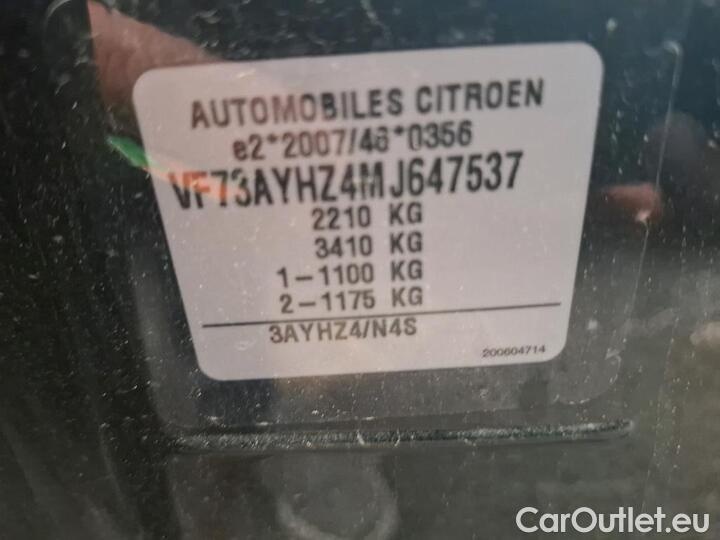 AUTOMOBILES CITROEN
e2*2007/46*0356
VF73AYHZ4MJ647537
2210 KG
3410 KG
1-1100 KG
2-1175 KG
3AYHZ4/N4S
200604714
CarOutlet.eu